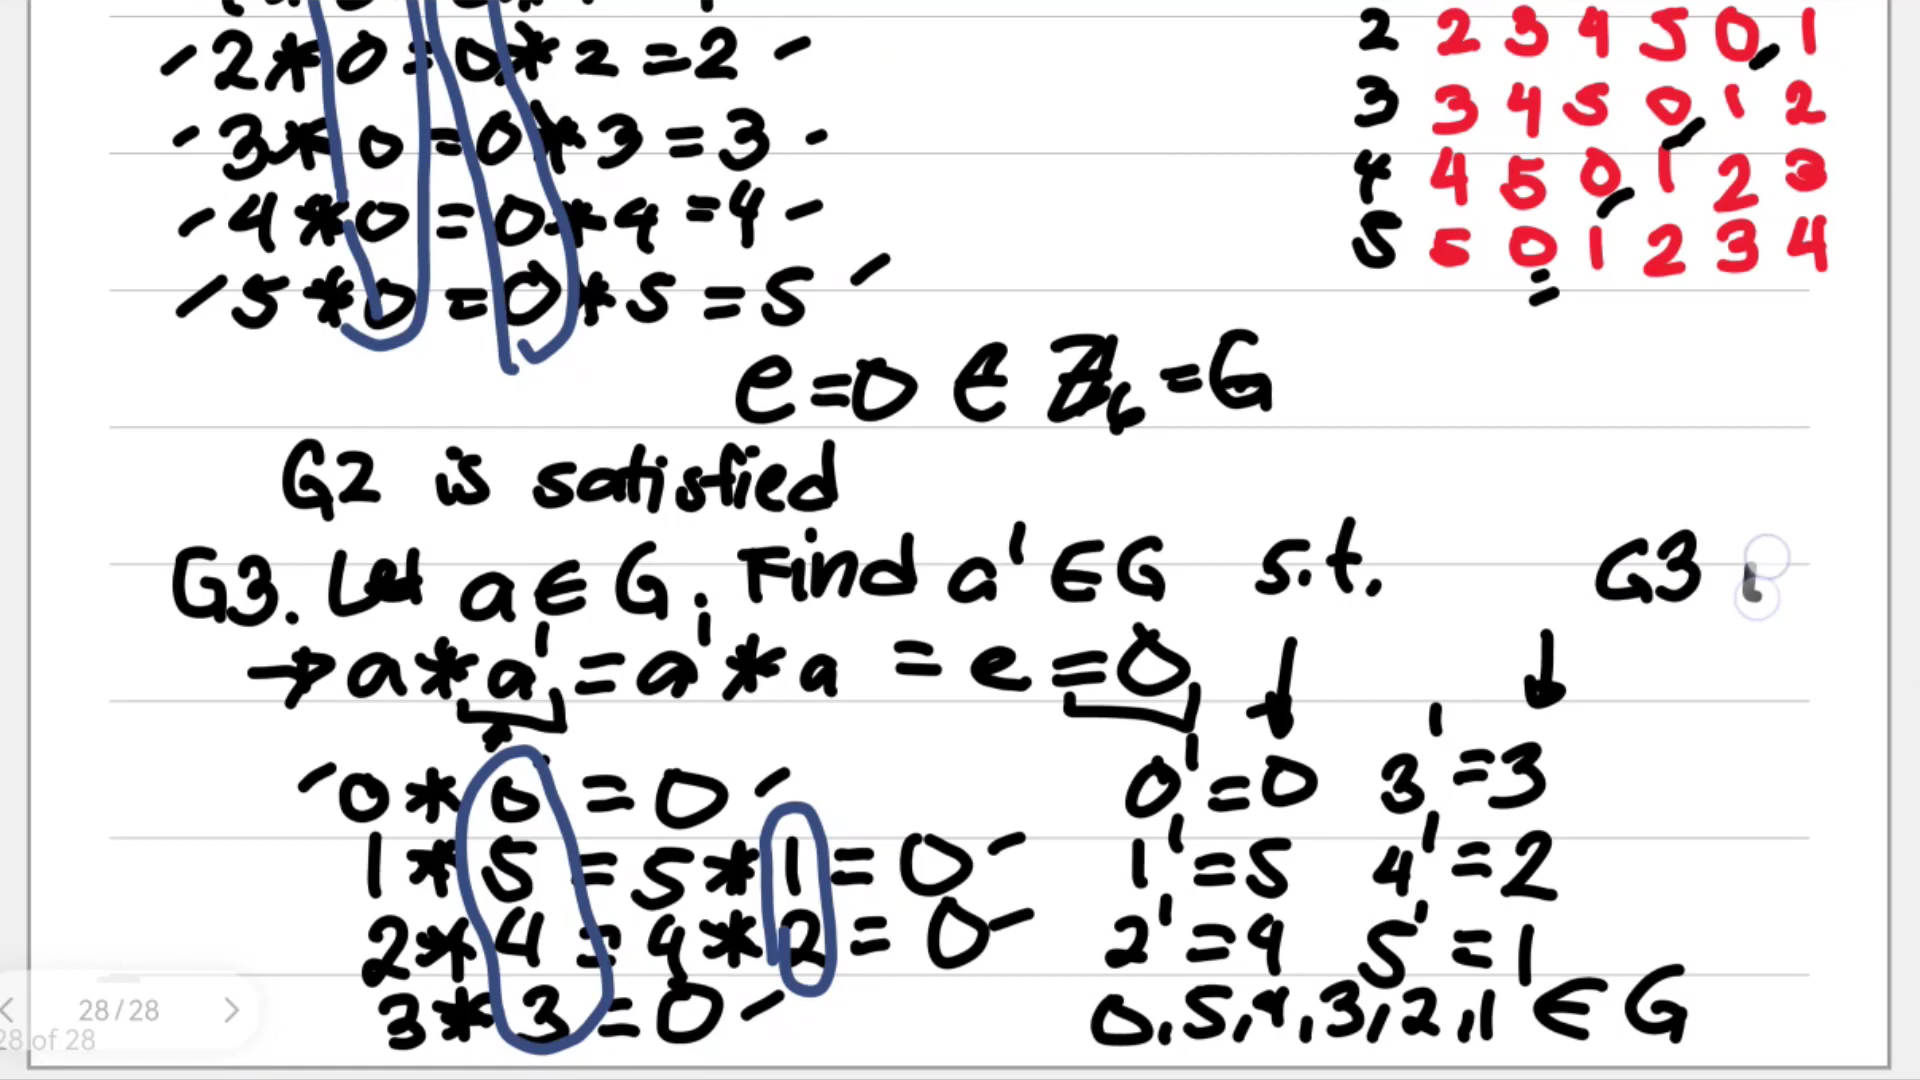 2*0=0*2=2
3*0=0*3=3
4*0=0*4=4
5*0=0*5=5
2 2 3 4 5 0 1
3 3 4 5 0 1 2
4 4 5 0 1 2 3
5 5 0 1 2 3 4
e=0 ∈ ℤ₆=G
G2 is satisfied
G3. Let a∈G, Find a'∈G s.t.
G3
→a*a'=a'*a = e =0
0*0=0
1*5=5*1=0
2*4=4*2=0
3*3=0
0'=0 3'=3
1'=5 4'=2
2'=4 5'=1
0,5,4,3,2,1 ∈ G
28/28
28 of 28